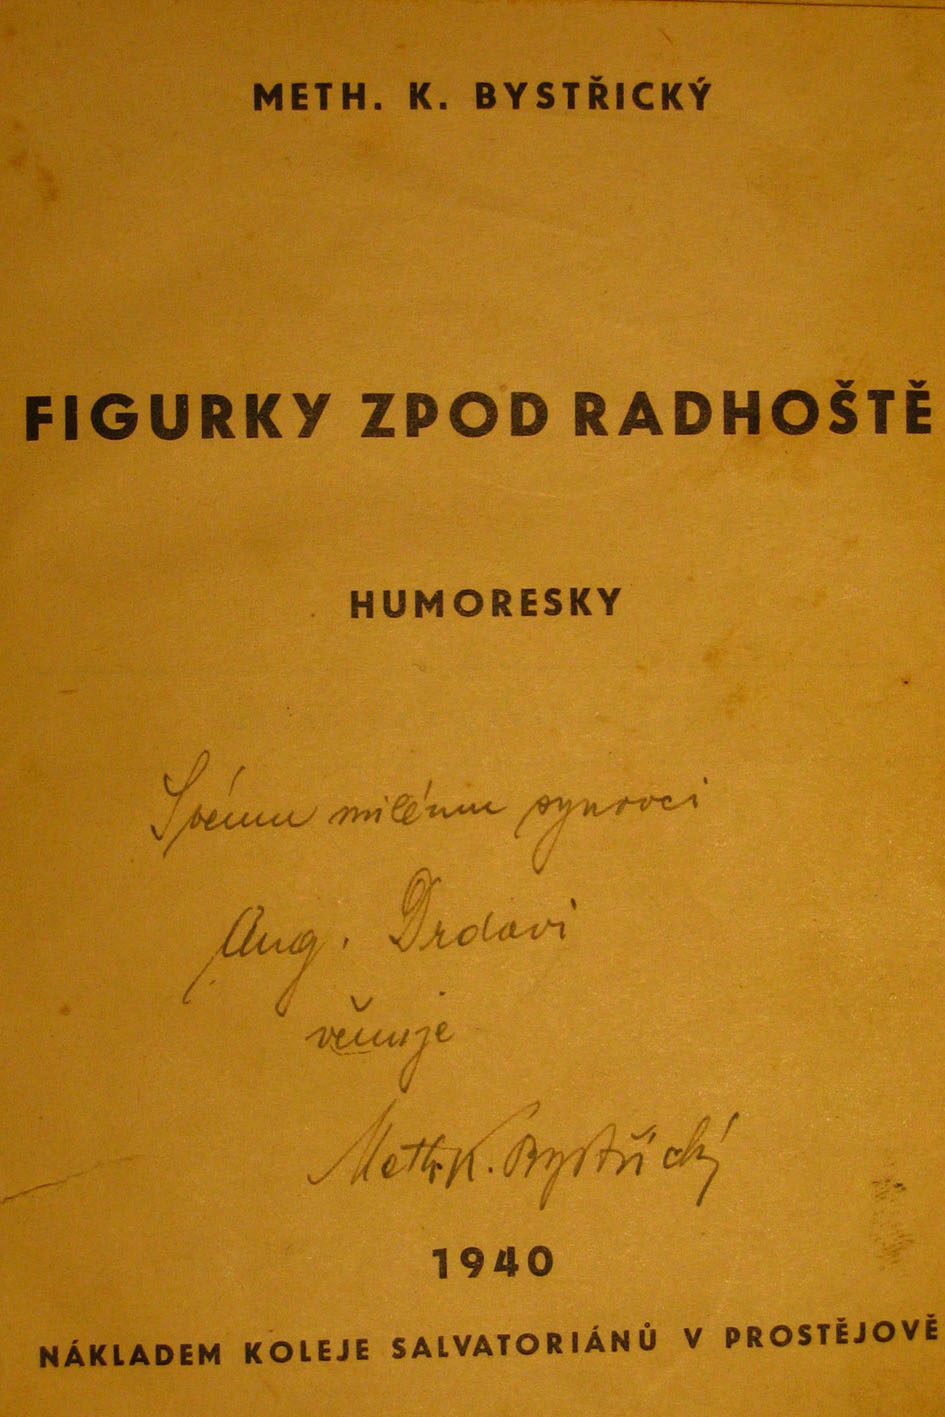 METH. K. BYSTŘICKÝ
FIGURKY ZPOD RADHOŠTĚ
HUMORESKY
Svému milému synovci
Aug. Drdovi
věnuje
Meth. K. Bystřický
1940
NÁKLADEM KOLEJE SALVATORIÁNŮ V PROSTĚJOVĚ